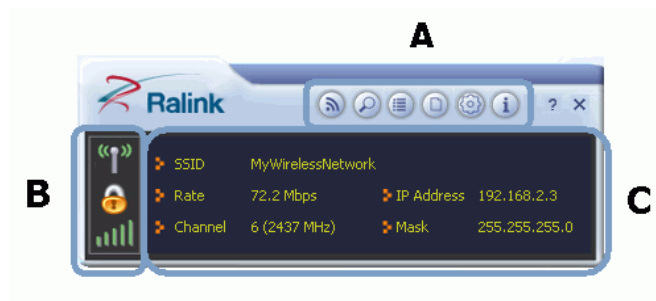 A
Ralink
? ×
B
SSID MyWirelessNetwork
Rate 72.2 Mbps IP Address 192.168.2.3
Channel 6 (2437 MHz) Mask 255.255.255.0
C